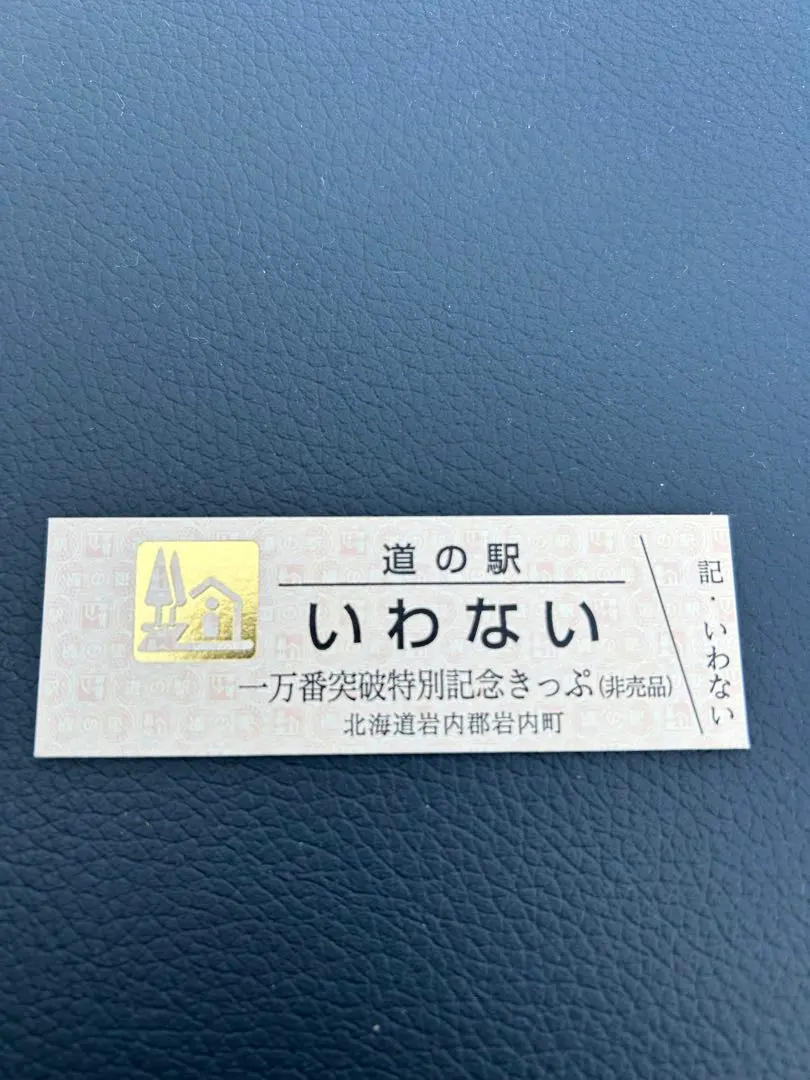 道の駅
いわない
一万番突破特別記念きっぷ(非売品)
北海道岩内郡岩内町
記・いわない